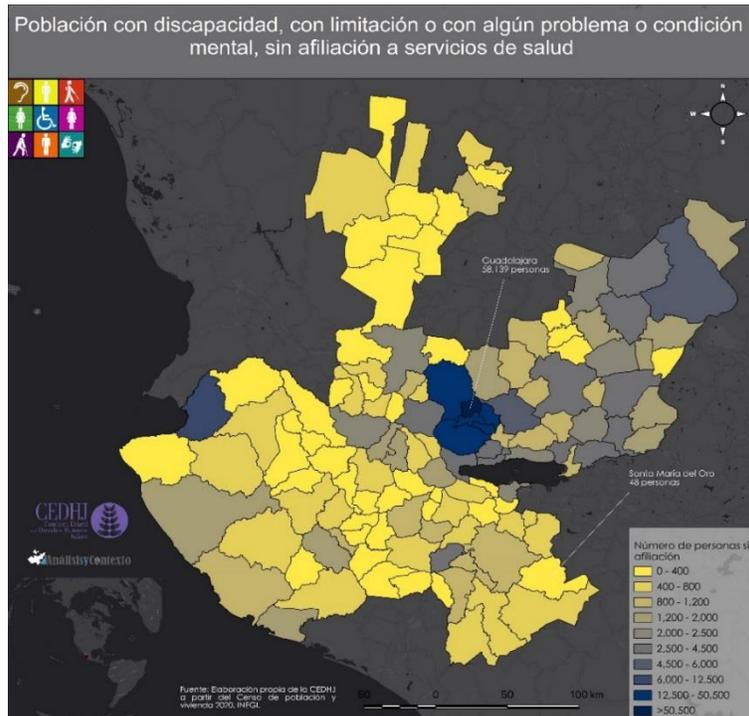 Población con discapacidad, con limitación o con algún problema o condición
mental, sin afiliación a servicios de salud
N
W
S
Guadalajara
58,139 personas
Santa María del Oro
48 personas
CEDHJ
AnálisisyContexto
Número de personas si
afiliación
0 - 400
400 - 800
800 - 1,200
1,200 - 2,000
2,000 - 2,500
2,500 - 4,500
4,500 - 6,000
6,000 - 12,500
12,500 - 50,500
>50,500
Fuente: Elaboración propia de la CEDHJ
a partir del Censo de población y
vivienda 2020, INEGI.
50 0 50 100 km